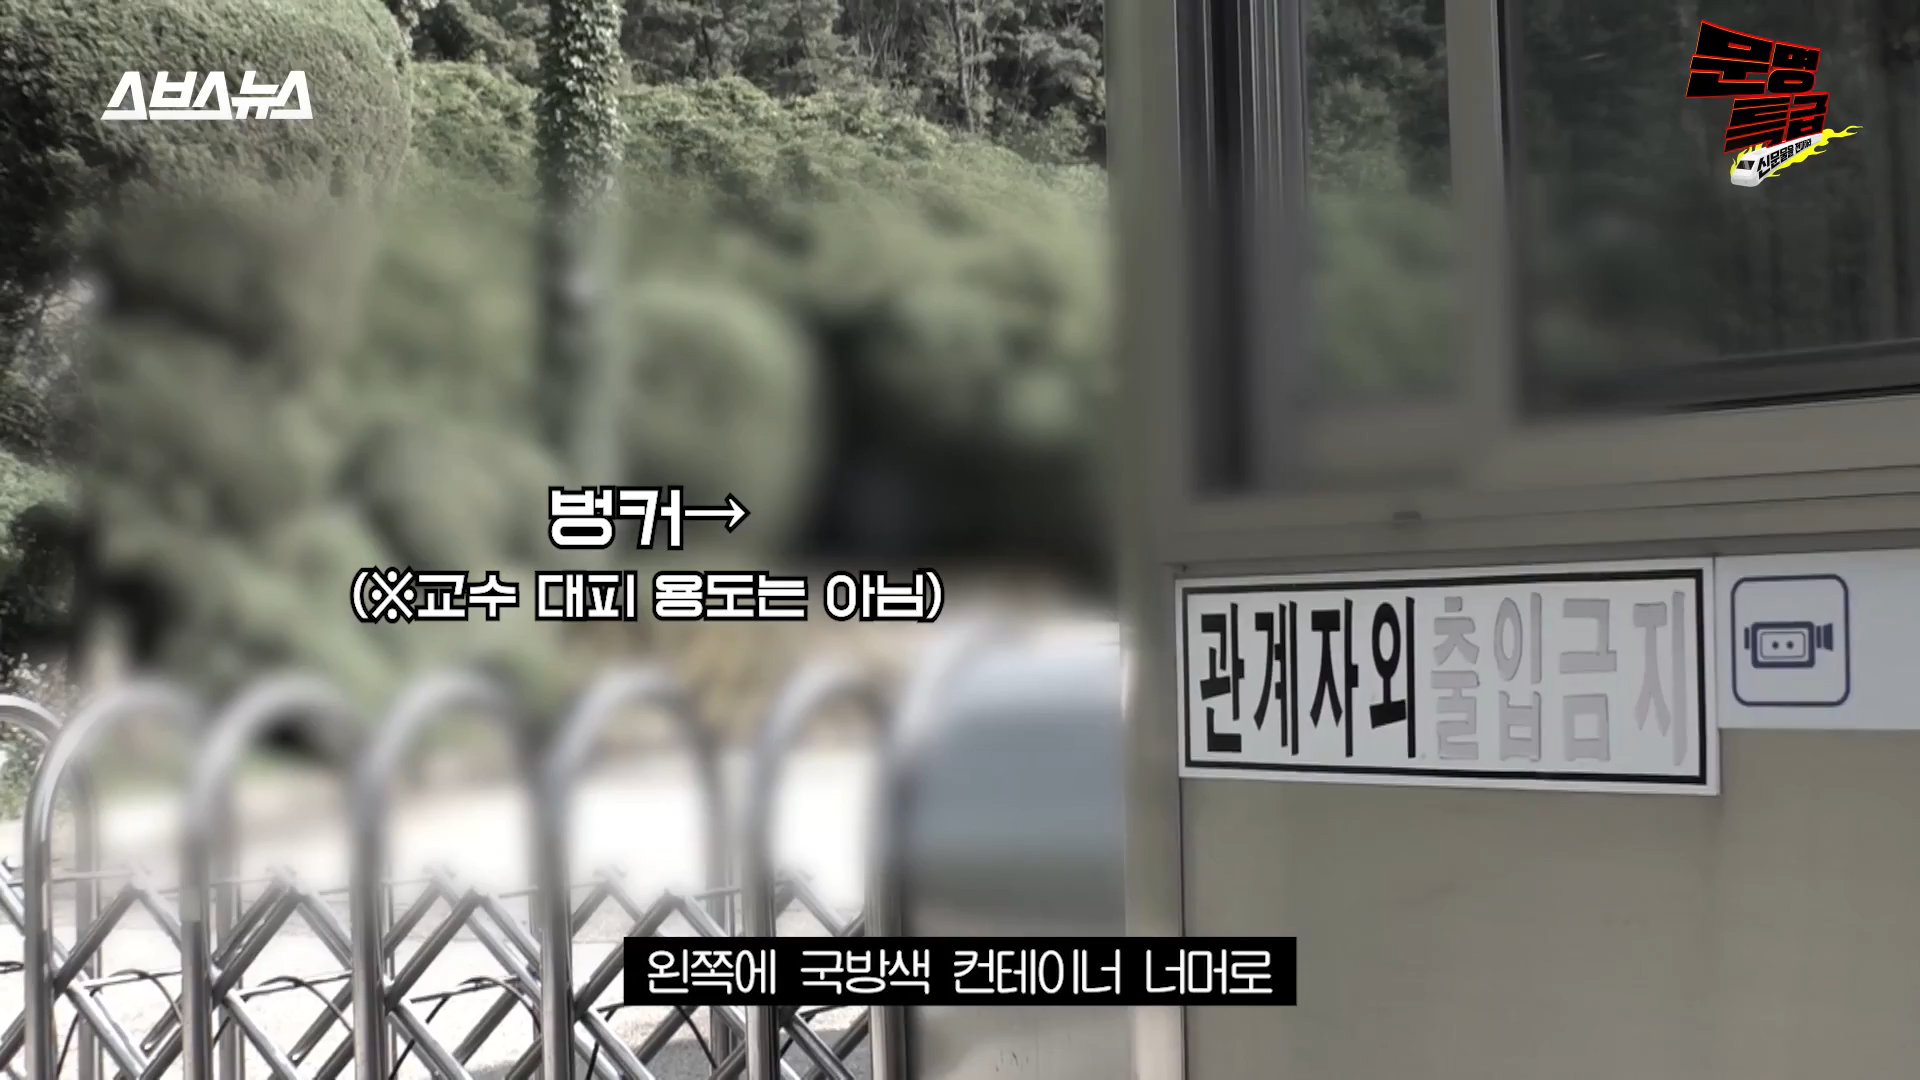 스브스뉴스
문명
특급
신문물을 전파하라
벙커→
(※교수 대피 용도는 아님)
관계자외출입금지
왼쪽에 국방색 컨테이너 너머로